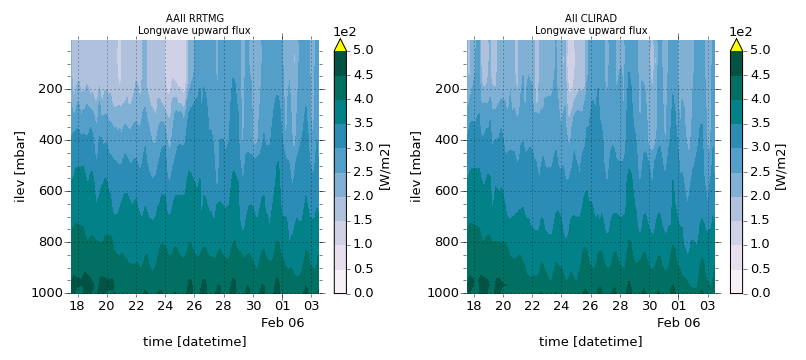 AAll RRTMG
Longwave upward flux
1e2
5.0
4.5
4.0
3.5
3.0
2.5
2.0
1.5
1.0
0.5
0.0
[W/m2]
200
400
600
800
1000
ilev [mbar]
18 20 22 24 26 28 30 01 03
Feb 06
time [datetime]
All CLIRAD
Longwave upward flux
1e2
5.0
4.5
4.0
3.5
3.0
2.5
2.0
1.5
1.0
0.5
0.0
[W/m2]
200
400
600
800
1000
ilev [mbar]
18 20 22 24 26 28 30 01 03
Feb 06
time [datetime]